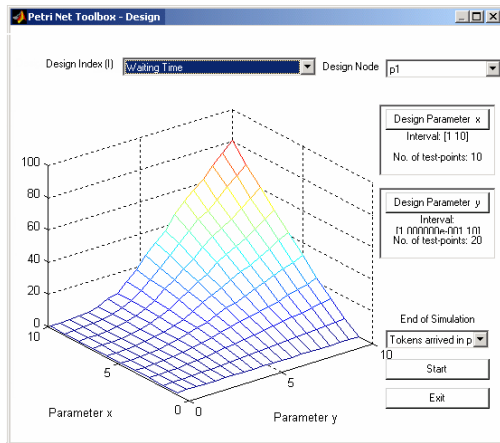 Petri Net Toolbox - Design
Design Index (I)
Waiting Time
Design Node
p1
Design Parameter x
Interval: [1 10]
No. of test-points: 10
Design Parameter y
Interval:
[1.000000e-001 10]
No. of test-points: 20
End of Simulation
Tokens arrived in p
Start
Exit
100
80
60
40
20
0
10
5
0
0
5
10
Parameter x
Parameter y